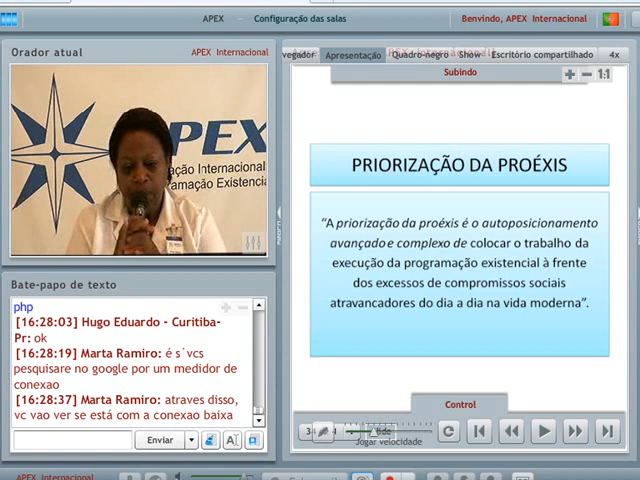 APEX – Configuração das salas
Benvindo, APEX Internacional
Orador atual
APEX Internacional
APEX
ação Internacional
ramação Existencia
vegador
Apresentação
Quadro-negro
Show
Escritório compartilhado
4x
Subindo
1:1
PRIORIZAÇÃO DA PROÉXIS
“A priorização da proéxis é o autoposicionamento
avançado e complexo de colocar o trabalho da
execução da programação existencial à frente
dos excessos de compromissos sociais
atravancadores do dia a dia na vida moderna”.
Bate-papo de texto
php
[16:28:03] Hugo Eduardo - Curitiba-
Pr: ok
[16:28:19] Marta Ramiro: é s´vcs
pesquisare no google por um medidor de
conexao
[16:28:37] Marta Ramiro: atraves disso,
vc vao ver se está com a conexao baixa
Enviar
Control
Jogar velocidade
APEX Internacional